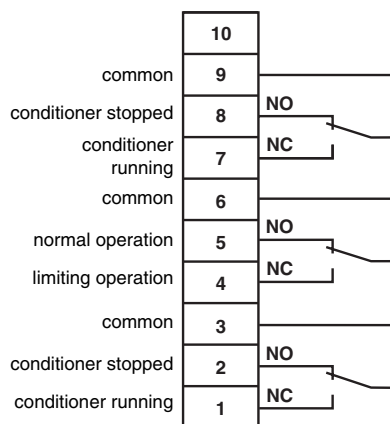 10
common 9
conditioner stopped 8 NO
conditioner
running 7 NC
common 6
normal operation 5 NO
limiting operation 4 NC
common 3
conditioner stopped 2 NO
conditioner running 1 NC